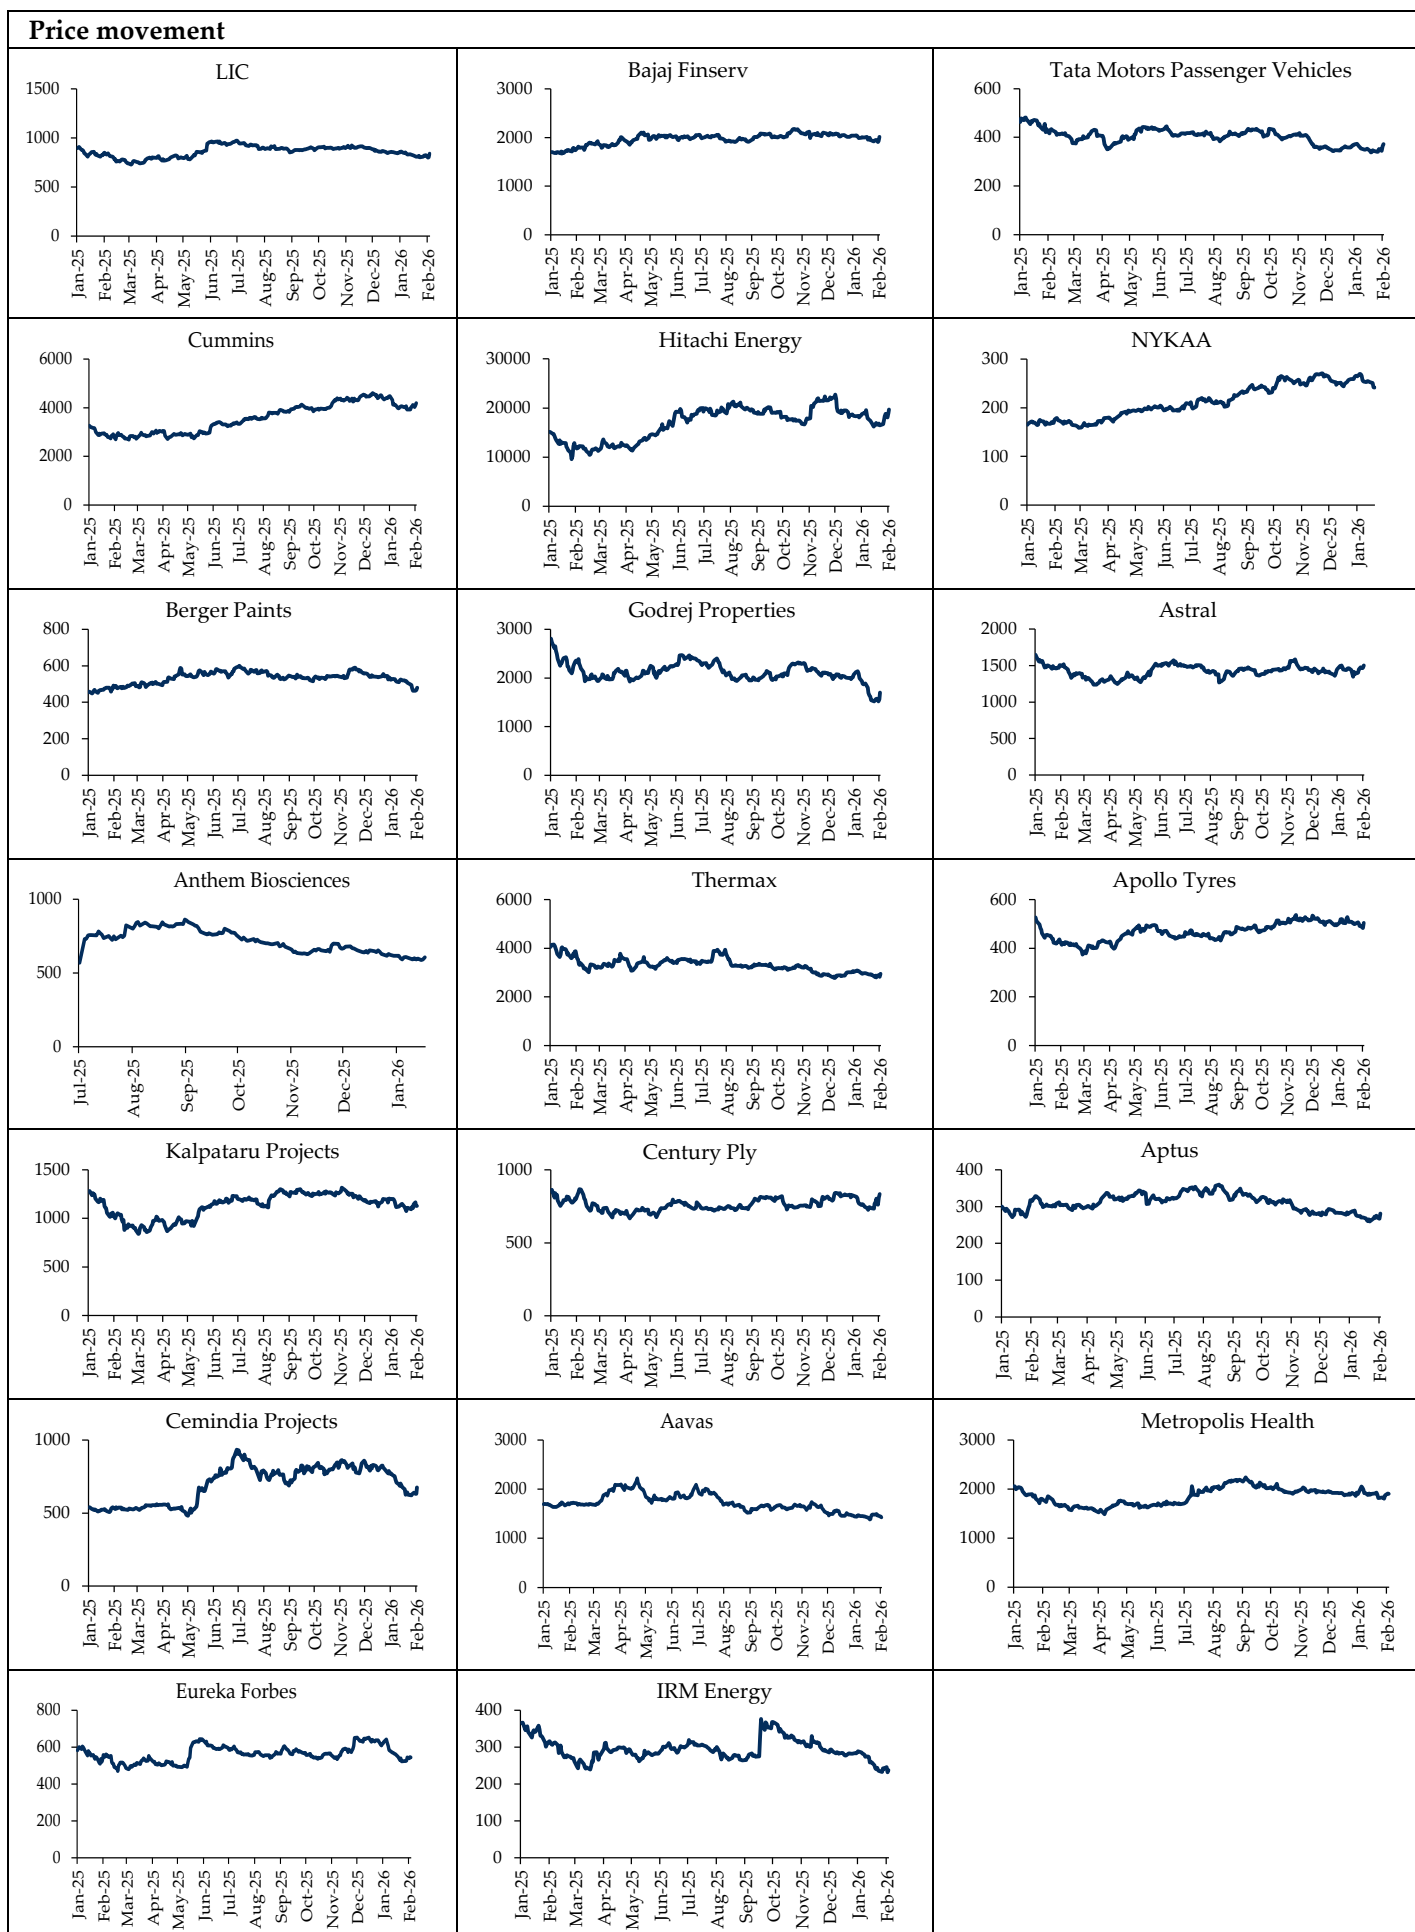 Price movement
LIC
1500
1000
500
0
Jan-25
Feb-25
Mar-25
Apr-25
May-25
Jun-25
Jul-25
Aug-25
Sep-25
Oct-25
Nov-25
Dec-25
Jan-26
Feb-26
Bajaj Finserv
3000
2000
1000
0
Jan-25
Feb-25
Mar-25
Apr-25
May-25
Jun-25
Jul-25
Aug-25
Sep-25
Oct-25
Nov-25
Dec-25
Jan-26
Feb-26
Tata Motors Passenger Vehicles
600
400
200
0
Jan-25
Feb-25
Mar-25
Apr-25
May-25
Jun-25
Jul-25
Aug-25
Sep-25
Oct-25
Nov-25
Dec-25
Jan-26
Feb-26
Cummins
6000
4000
2000
0
Jan-25
Feb-25
Mar-25
Apr-25
May-25
Jun-25
Jul-25
Aug-25
Sep-25
Oct-25
Nov-25
Dec-25
Jan-26
Feb-26
Hitachi Energy
30000
20000
10000
0
Jan-25
Feb-25
Mar-25
Apr-25
May-25
Jun-25
Jul-25
Aug-25
Sep-25
Oct-25
Nov-25
Dec-25
Jan-26
Feb-26
NYKAA
300
200
100
0
Jan-25
Feb-25
Mar-25
Apr-25
May-25
Jun-25
Jul-25
Aug-25
Sep-25
Oct-25
Nov-25
Dec-25
Jan-26
Berger Paints
800
600
400
200
0
Jan-25
Feb-25
Mar-25
Apr-25
May-25
Jun-25
Jul-25
Aug-25
Sep-25
Oct-25
Nov-25
Dec-25
Jan-26
Feb-26
Godrej Properties
3000
2000
1000
0
Jan-25
Feb-25
Mar-25
Apr-25
May-25
Jun-25
Jul-25
Aug-25
Sep-25
Oct-25
Nov-25
Dec-25
Jan-26
Feb-26
Astral
2000
1500
1000
500
0
Jan-25
Feb-25
Mar-25
Apr-25
May-25
Jun-25
Jul-25
Aug-25
Sep-25
Oct-25
Nov-25
Dec-25
Jan-26
Feb-26
Anthem Biosciences
1000
500
0
Jul-25
Aug-25
Sep-25
Oct-25
Nov-25
Dec-25
Jan-26
Thermax
6000
4000
2000
0
Jan-25
Feb-25
Mar-25
Apr-25
May-25
Jun-25
Jul-25
Aug-25
Sep-25
Oct-25
Nov-25
Dec-25
Jan-26
Feb-26
Apollo Tyres
600
400
200
0
Jan-25
Feb-25
Mar-25
Apr-25
May-25
Jun-25
Jul-25
Aug-25
Sep-25
Oct-25
Nov-25
Dec-25
Jan-26
Feb-26
Kalpataru Projects
1500
1000
500
0
Jan-25
Feb-25
Mar-25
Apr-25
May-25
Jun-25
Jul-25
Aug-25
Sep-25
Oct-25
Nov-25
Dec-25
Jan-26
Feb-26
Century Ply
1000
500
0
Jan-25
Feb-25
Mar-25
Apr-25
May-25
Jun-25
Jul-25
Aug-25
Sep-25
Oct-25
Nov-25
Dec-25
Jan-26
Feb-26
Aptus
400
300
200
100
0
Jan-25
Feb-25
Mar-25
Apr-25
May-25
Jun-25
Jul-25
Aug-25
Sep-25
Oct-25
Nov-25
Dec-25
Jan-26
Feb-26
Cemindia Projects
1000
500
0
Jan-25
Feb-25
Mar-25
Apr-25
May-25
Jun-25
Jul-25
Aug-25
Sep-25
Oct-25
Nov-25
Dec-25
Jan-26
Feb-26
Aavas
3000
2000
1000
0
Jan-25
Feb-25
Mar-25
Apr-25
May-25
Jun-25
Jul-25
Aug-25
Sep-25
Oct-25
Nov-25
Dec-25
Jan-26
Feb-26
Metropolis Health
3000
2000
1000
0
Jan-25
Feb-25
Mar-25
Apr-25
May-25
Jun-25
Jul-25
Aug-25
Sep-25
Oct-25
Nov-25
Dec-25
Jan-26
Feb-26
Eureka Forbes
800
600
400
200
0
Jan-25
Feb-25
Mar-25
Apr-25
May-25
Jun-25
Jul-25
Aug-25
Sep-25
Oct-25
Nov-25
Dec-25
Jan-26
Feb-26
IRM Energy
400
300
200
100
0
Jan-25
Feb-25
Mar-25
Apr-25
May-25
Jun-25
Jul-25
Aug-25
Sep-25
Oct-25
Nov-25
Dec-25
Jan-26
Feb-26